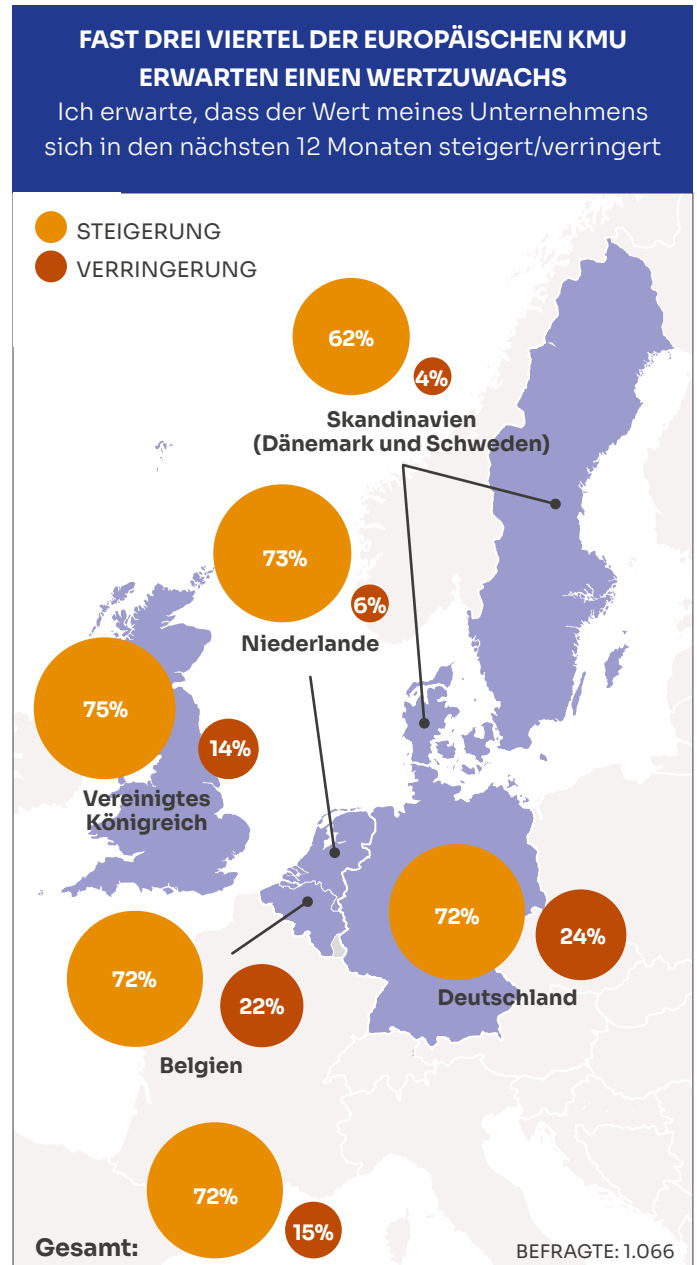 FAST DREI VIERTEL DER EUROPÄISCHEN KMU
ERWARTEN EINEN WERTZUWACHS
Ich erwarte, dass der Wert meines Unternehmens
sich in den nächsten 12 Monaten steigert/verringert
STEIGERUNG
VERRINGERUNG
62%
4%
Skandinavien
(Dänemark und Schweden)
73%
6%
Niederlande
75%
14%
Vereinigtes
Königreich
72%
24%
Deutschland
72%
22%
Belgien
72%
15%
Gesamt:
BEFRAGTE: 1.066